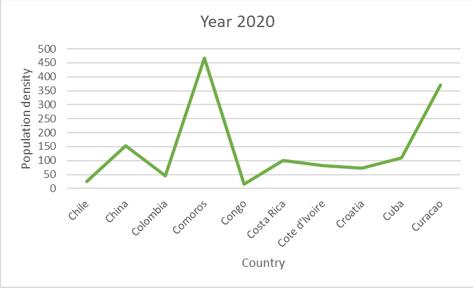 Year 2020
Population density
500
450
400
350
300
250
200
150
100
50
0
Chile
China
Colombia
Comoros
Congo
Costa Rica
Cote d'Ivoire
Croatia
Cuba
Curacao
Country